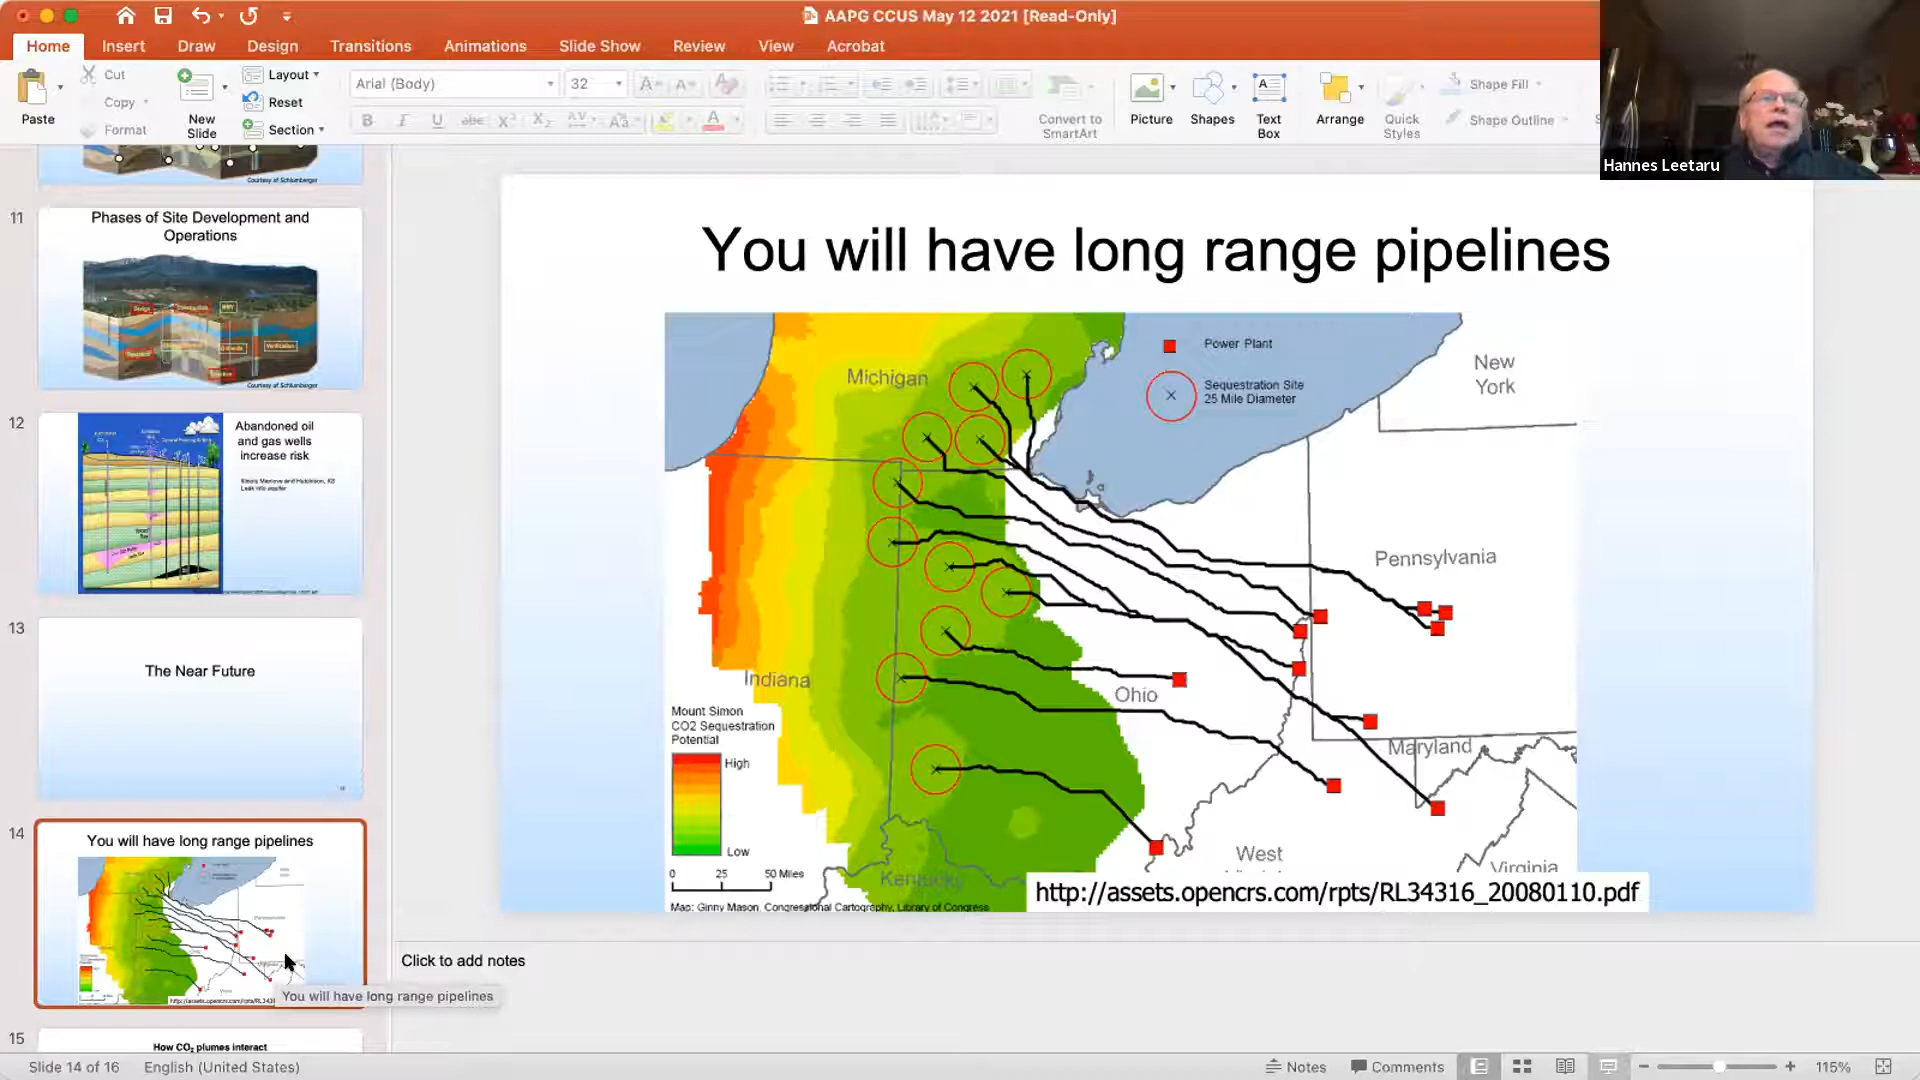 AAPG CCUS May 12 2021 [Read-Only]
Home Insert Draw Design Transitions Animations Slide Show Review View Acrobat
Paste
Cut
Copy
Format
New
Slide
Layout
Reset
Section
Arial (Body)
32
Convert to
SmartArt
Picture
Shapes
Text
Box
Arrange
Quick
Styles
Shape Fill
Shape Outline
Hannes Leetaru
Courtesy of Schlumberger
11
Phases of Site Development and
Operations
Courtesy of Schlumberger
12
Abandoned oil
and gas wells
increase risk
13
The Near Future
14
You will have long range pipelines
You will have long range pipelines
15
How CO₂ plumes interact
You will have long range pipelines
Michigan
Power Plant
Sequestration Site
25 Mile Diameter
New
York
Pennsylvania
Indiana
Ohio
Maryland
Mount Simon
CO2 Sequestration
Potential
High
Low
0 25 50 Miles
Kentucky
West
Virginia
Map: Ginny Mason, Congressional Cartography, Library of Congress
http://assets.opencrs.com/rpts/RL34316_20080110.pdf
Click to add notes
Slide 14 of 16 English (United States)
Notes Comments 115%